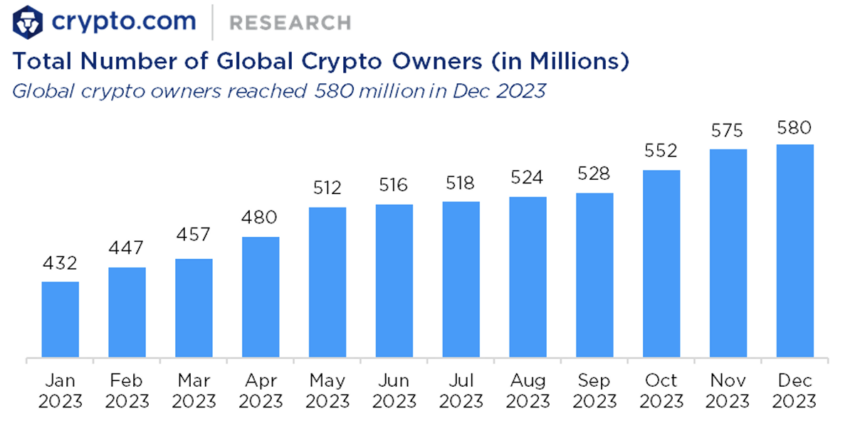 crypto.com RESEARCH
Total Number of Global Crypto Owners (in Millions)
Global crypto owners reached 580 million in Dec 2023
432 447 457 480 512 516 518 524 528 552 575 580
Jan Feb Mar Apr May Jun Jul Aug Sep Oct Nov Dec
2023 2023 2023 2023 2023 2023 2023 2023 2023 2023 2023 2023